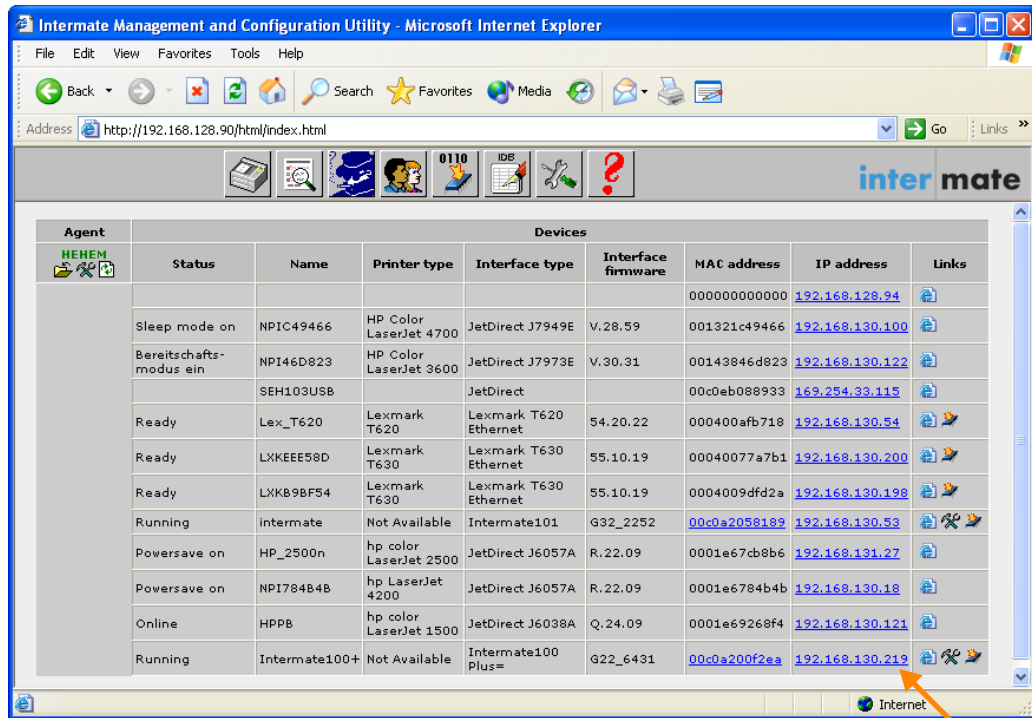 Intermate Management and Configuration Utility - Microsoft Internet Explorer
File Edit View Favorites Tools Help
Back Search Favorites Media
Address http://192.168.128.90/html/index.html Go Links »
0110 IDB ? inter mate
Agent Devices
HEHEM Status Name Printer type Interface type Interface firmware MAC address IP address Links
000000000000 192.168.128.94
Sleep mode on NPIC49466 HP Color LaserJet 4700 JetDirect J7949E V.28.59 001321c49466 192.168.130.100
Bereitschafts-modus ein NPI46D823 HP Color LaserJet 3600 JetDirect J7973E V.30.31 00143846d823 192.168.130.122
SEH103USB JetDirect 00c0eb088933 169.254.33.115
Ready Lex_T620 Lexmark T620 Lexmark T620 Ethernet 54.20.22 000400afb718 192.168.130.54
Ready LXKEEE58D Lexmark T630 Lexmark T630 Ethernet 55.10.19 00040077a7b1 192.168.130.200
Ready LXKB9BF54 Lexmark T630 Lexmark T630 Ethernet 55.10.19 0004009dfd2a 192.168.130.198
Running intermate Not Available Intermate101 G32_2252 00c0a2058189 192.168.130.53
Powersave on HP_2500n hp color LaserJet 2500 JetDirect J6057A R.22.09 0001e67cb8b6 192.168.131.27
Powersave on NPI784B4B hp LaserJet 4200 JetDirect J6057A R.22.09 0001e6784b4b 192.168.130.18
Online HPPB hp color LaserJet 1500 JetDirect J6038A Q.24.09 0001e69268f4 192.168.130.121
Running Intermate100+ Not Available Intermate100 Plus= G22_6431 00c0a200f2ea 192.168.130.219
Internet